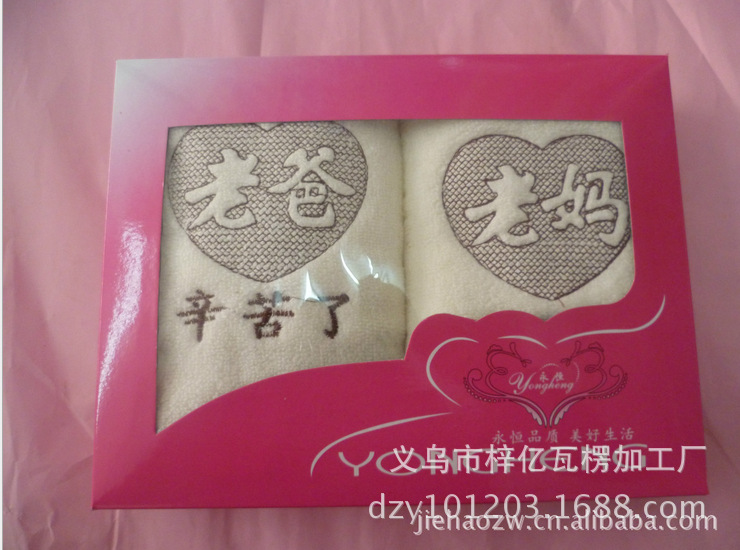 老爸
老妈
辛苦了
永恒
Yongheng
永恒品质 美好生活
YONGHENG
义乌市梓亿瓦楞加工厂
dzy101203.1688.com
jiehaozw.cn.alibaba.com